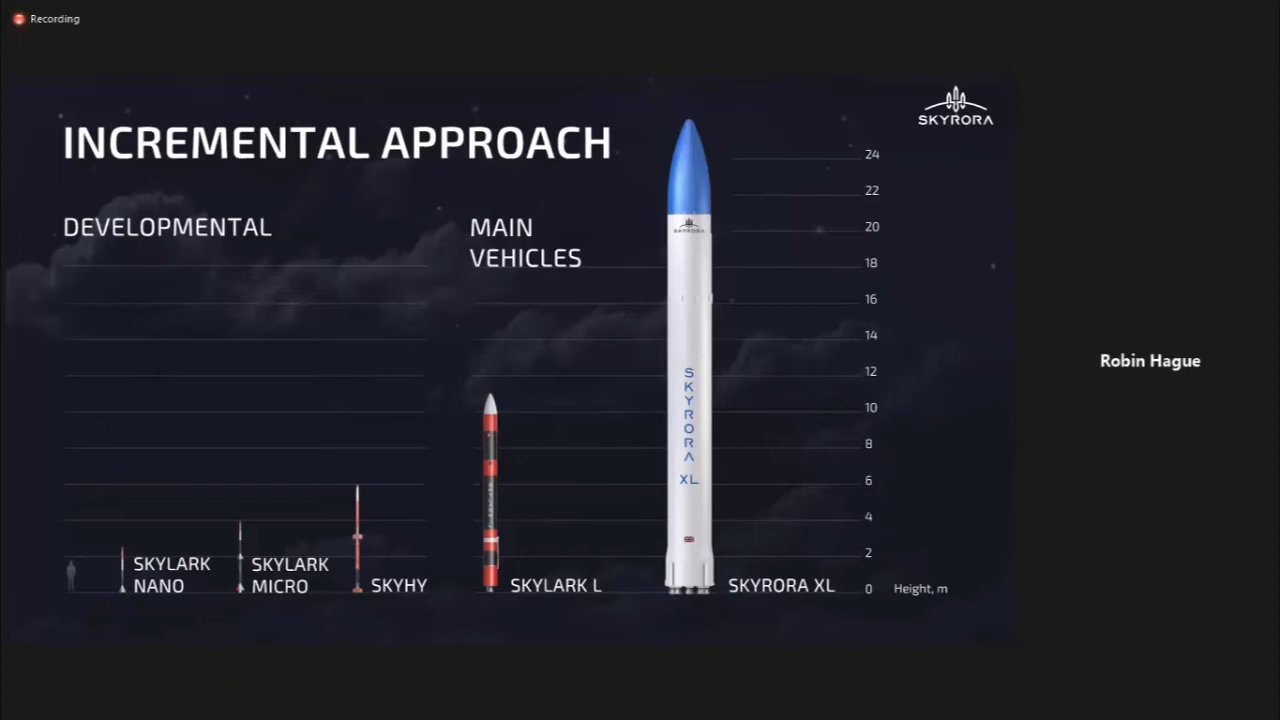 Recording
SKYRORA
INCREMENTAL APPROACH
DEVELOPMENTAL
MAIN
VEHICLES
SKYRORA
SKYRORA XL
24
22
20
18
16
14
12
10
8
6
4
2
0 Height, m
SKYLARK
NANO
SKYLARK
MICRO
SKYHY
SKYLARK L
SKYRORA XL
Robin Hague